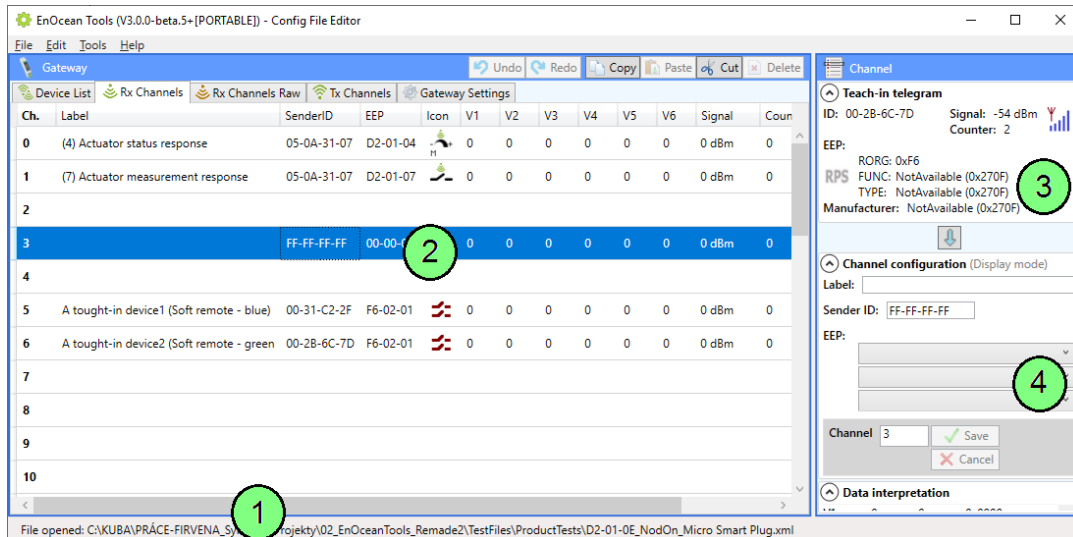 EnOcean Tools (V3.0.0-beta.5+[PORTABLE]) - Config File Editor
File Edit Tools Help
Gateway Undo Redo Copy Paste Cut Delete
Device List Rx Channels Rx Channels Raw Tx Channels Gateway Settings
Ch. Label SenderID EEP Icon V1 V2 V3 V4 V5 V6 Signal Coun
0 (4) Actuator status response 05-0A-31-07 D2-01-04 M 0 0 0 0 0 0 0 dBm 0
1 (7) Actuator measurement response 05-0A-31-07 D2-01-07 0 0 0 0 0 0 0 dBm 0
2
3 FF-FF-FF-FF 00-00- 2 0 0 0 0 0 0 0 dBm 0
4
5 A tought-in device1 (Soft remote - blue) 00-31-C2-2F F6-02-01 0 0 0 0 0 0 0 dBm 0
6 A tought-in device2 (Soft remote - green 00-2B-6C-7D F6-02-01 0 0 0 0 0 0 0 dBm 0
7
8
9
10
1
File opened: C:\KUBA\PRÁCE-FIRVENA_Sy rojekty\02_EnOceanTools_Remade2\TestFiles\ProductTests\D2-01-0E_NodOn_Micro Smart Plug.xml
Channel
Teach-in telegram
ID: 00-2B-6C-7D Signal: -54 dBm
Counter: 2
EEP:
RORG: 0xF6
RPS FUNC: NotAvailable (0x270F)
TYPE: NotAvailable (0x270F)
3
Manufacturer: NotAvailable (0x270F)
Channel configuration (Display mode)
Label:
Sender ID: FF-FF-FF-FF
EEP:
4
Channel 3 Save
Cancel
Data interpretation